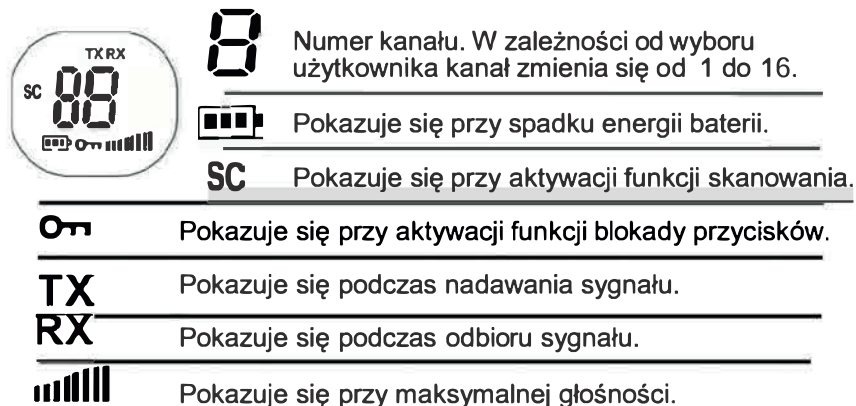 TX RX
SC 88
8 Numer kanału. W zależności od wyboru
użytkownika kanał zmienia się od 1 do 16.
Pokazuje się przy spadku energii baterii.
SC Pokazuje się przy aktywacji funkcji skanowania.
Pokazuje się przy aktywacji funkcji blokady przycisków.
TX Pokazuje się podczas nadawania sygnału.
RX Pokazuje się podczas odbioru sygnału.
Pokazuje się przy maksymalnej głośności.